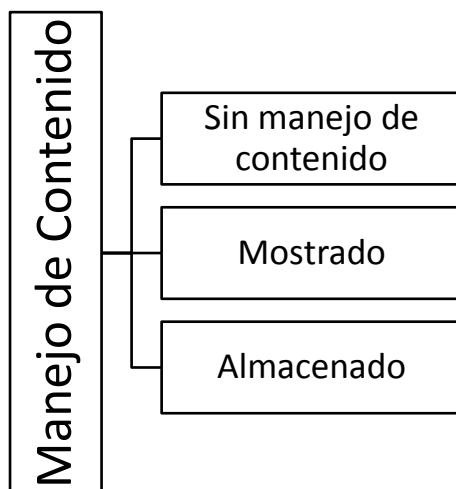 Manejo de Contenido
Sin manejo de
contenido
Mostrado
Almacenado